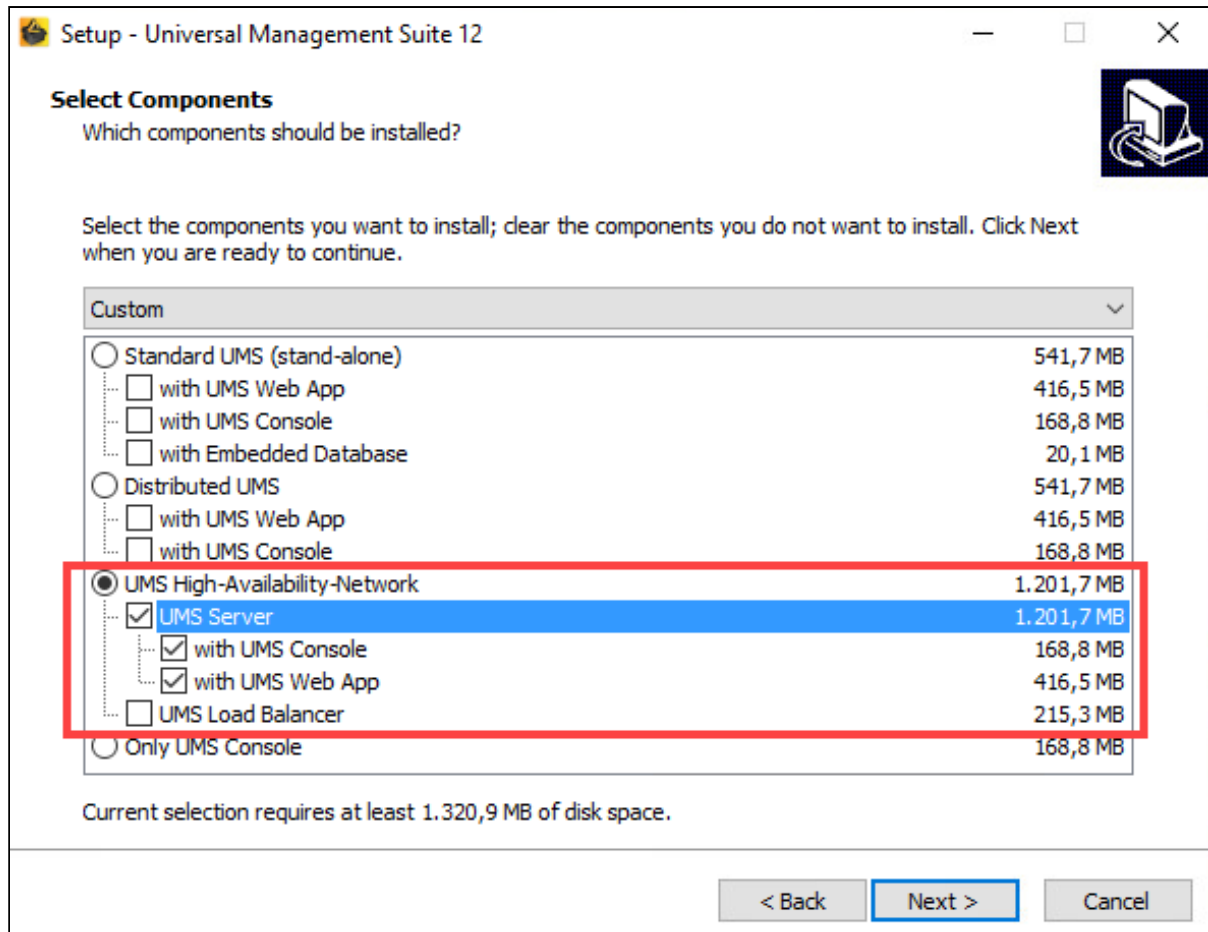 Setup - Universal Management Suite 12
Select Components
Which components should be installed?
Select the components you want to install; clear the components you do not want to install. Click Next
when you are ready to continue.
Custom
Standard UMS (stand-alone) 541,7 MB
with UMS Web App 416,5 MB
with UMS Console 168,8 MB
with Embedded Database 20,1 MB
Distributed UMS 541,7 MB
with UMS Web App 416,5 MB
with UMS Console 168,8 MB
UMS High-Availability-Network 1.201,7 MB
UMS Server 1.201,7 MB
with UMS Console 168,8 MB
with UMS Web App 416,5 MB
UMS Load Balancer 215,3 MB
Only UMS Console 168,8 MB
Current selection requires at least 1.320,9 MB of disk space.
< Back Next > Cancel